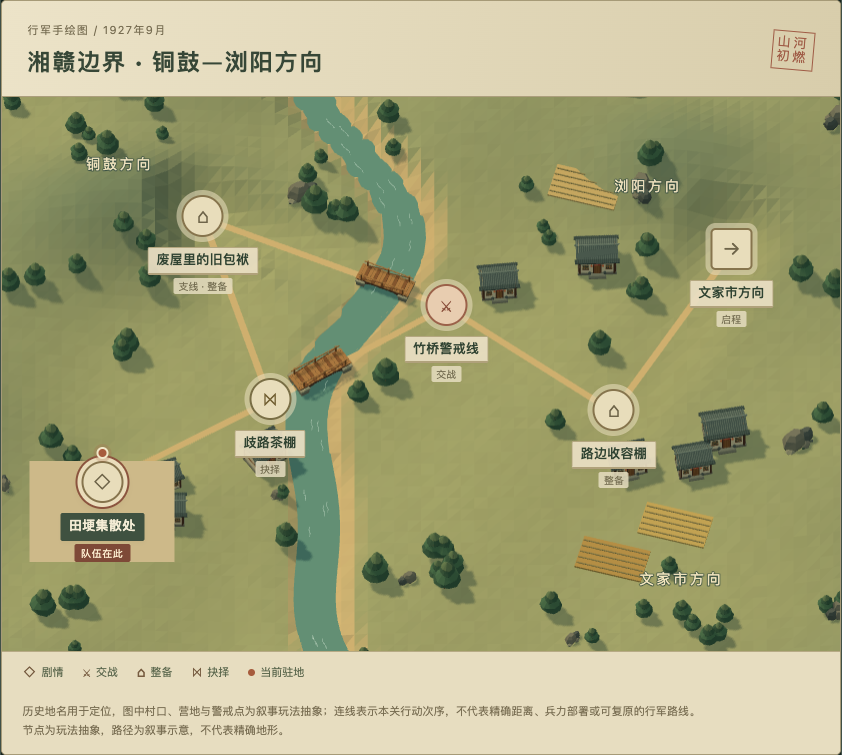 行军手绘图 / 1927年9月
湘赣边界 · 铜鼓—浏阳方向
山河
初燃
铜鼓方向
浏阳方向
废屋里的旧包袱
支线 · 整备
文家市方向
启程
竹桥警戒线
交战
歧路茶棚
抉择
路边收容棚
整备
田埂集散处
队伍在此
文家市方向
剧情 交战 整备 抉择 当前驻地
历史地名用于定位，图中村口、营地与警戒点为叙事玩法抽象；连线表示本关行动次序，不代表精确距离、兵力部署或可复原的行军路线。
节点为玩法抽象，路径为叙事示意，不代表精确地形。